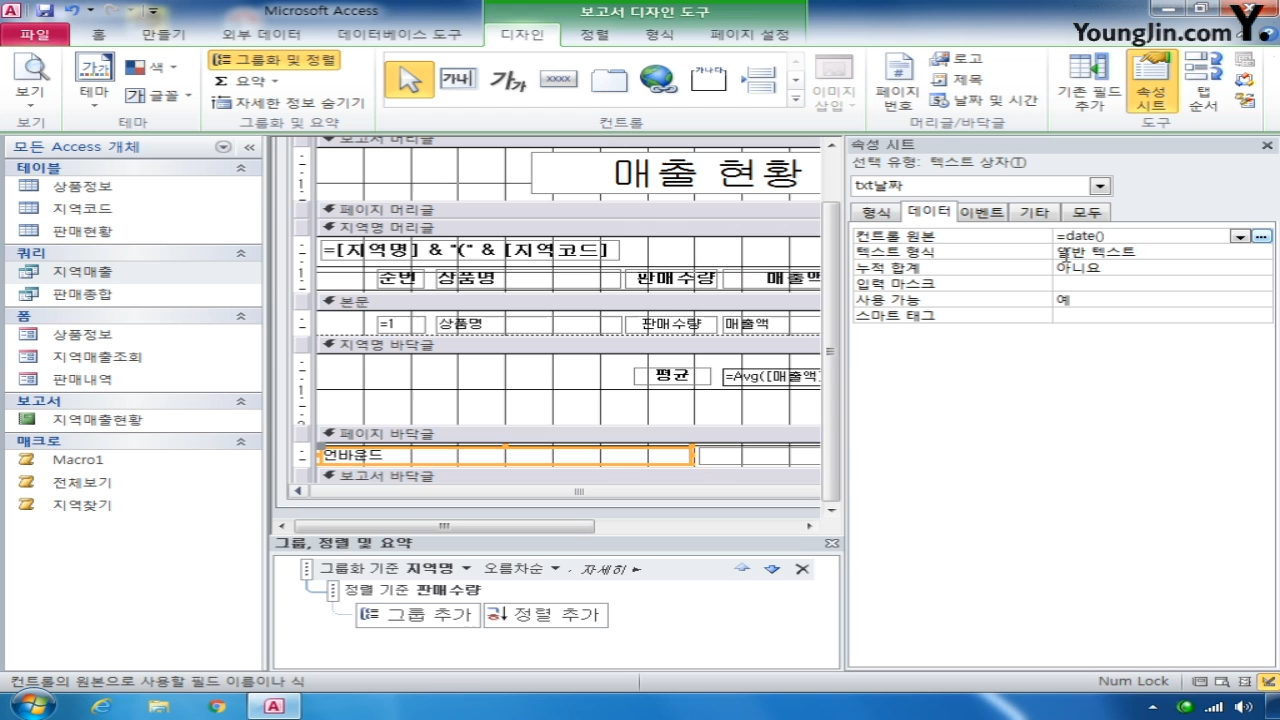 Microsoft Access
보고서 디자인 도구
YoungJin.com Y.
파일 홈 만들기 외부 데이터 데이터베이스 도구 디자인 정렬 형식 페이지 설정
보기
테마
색
글꼴
그룹화 및 정렬
Σ 요약
자세한 정보 숨기기
가나
가가
xxxx
가나다
이미지
삽입
페이지
번호
로고
제목
날짜 및 시간
기존 필드
추가
속성
시트
탭
순서
보기 테마 그룹화 및 요약 컨트롤 머리글/바닥글 도구
모든 Access 개체
테이블
상품정보
지역코드
판매현황
쿼리
지역매출
판매종합
폼
상품정보
지역매출조회
판매내역
보고서
지역매출현황
매크로
Macro1
전체보기
지역찾기
보고서 머리글
매출 현황
페이지 머리글
지역명 머리글
=[지역명] & "(" & [지역코드]
순번 상품명 판매수량 매출액
본문
=1 상품명 판매수량 매출액
지역명 바닥글
평균 =Avg([매출액]
페이지 바닥글
언바운드
보고서 바닥글
그룹, 정렬 및 요약
그룹화 기준 지역명 오름차순 , 자세히
정렬 기준 판매수량
그룹 추가 정렬 추가
속성 시트
선택 유형: 텍스트 상자(T)
txt날짜
형식 데이터 이벤트 기타 모두
컨트롤 원본 =date()
텍스트 형식 일반 텍스트
누적 합계 아니요
입력 마스크
사용 가능 예
스마트 태그
컨트롤의 원본으로 사용할 필드 이름이나 식
Num Lock